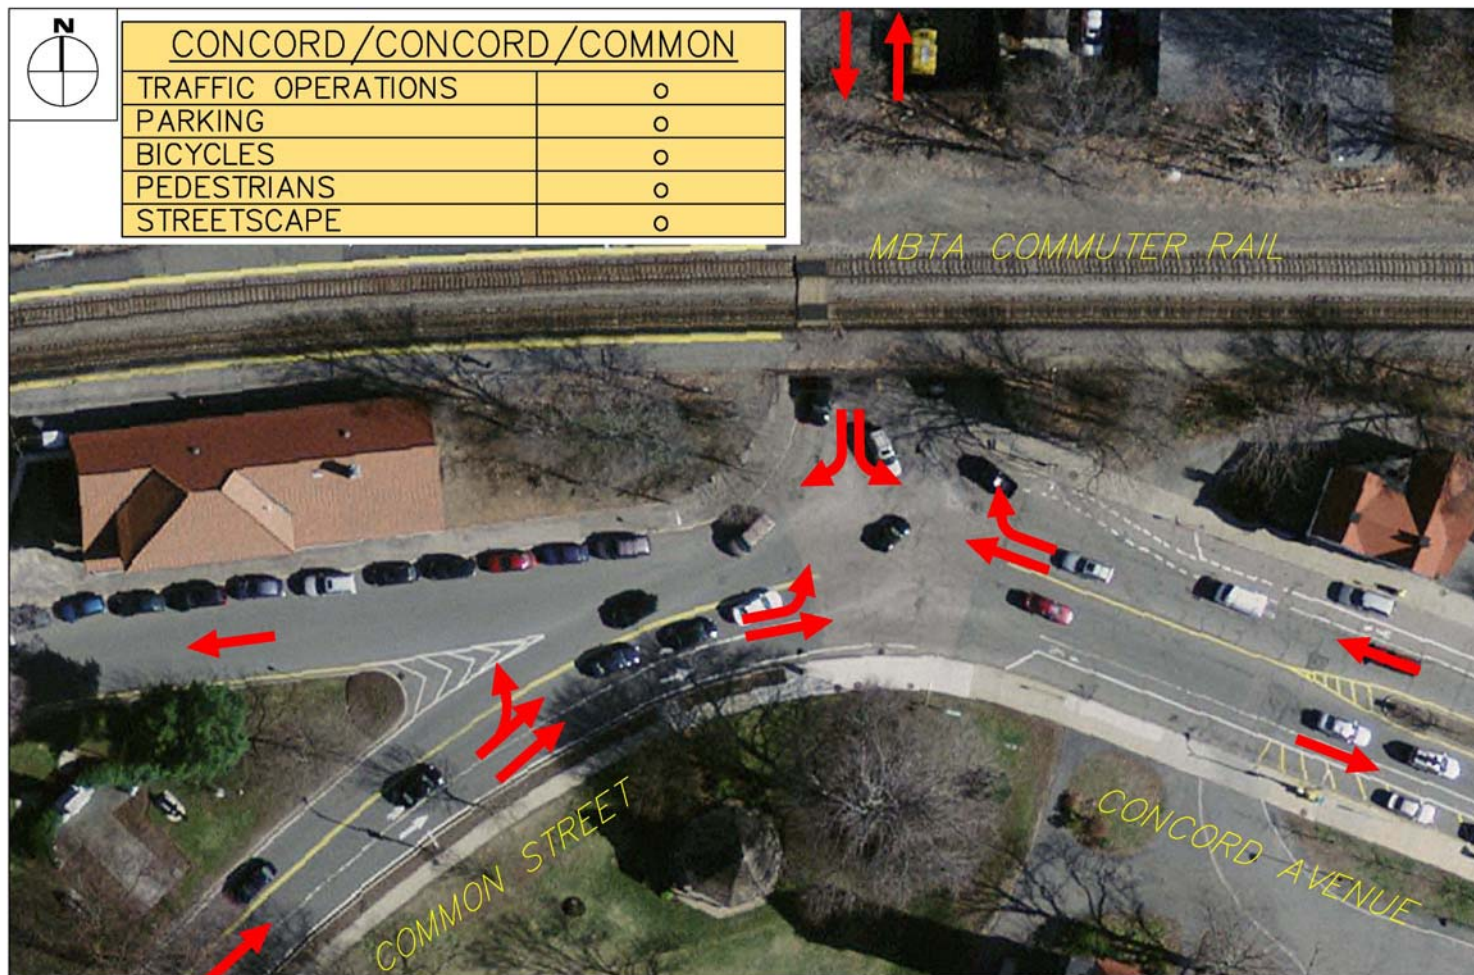 N
CONCORD/CONCORD/COMMON
TRAFFIC OPERATIONS o
PARKING o
BICYCLES o
PEDESTRIANS o
STREETSCAPE o
MBTA COMMUTER RAIL
COMMON STREET
CONCORD AVENUE